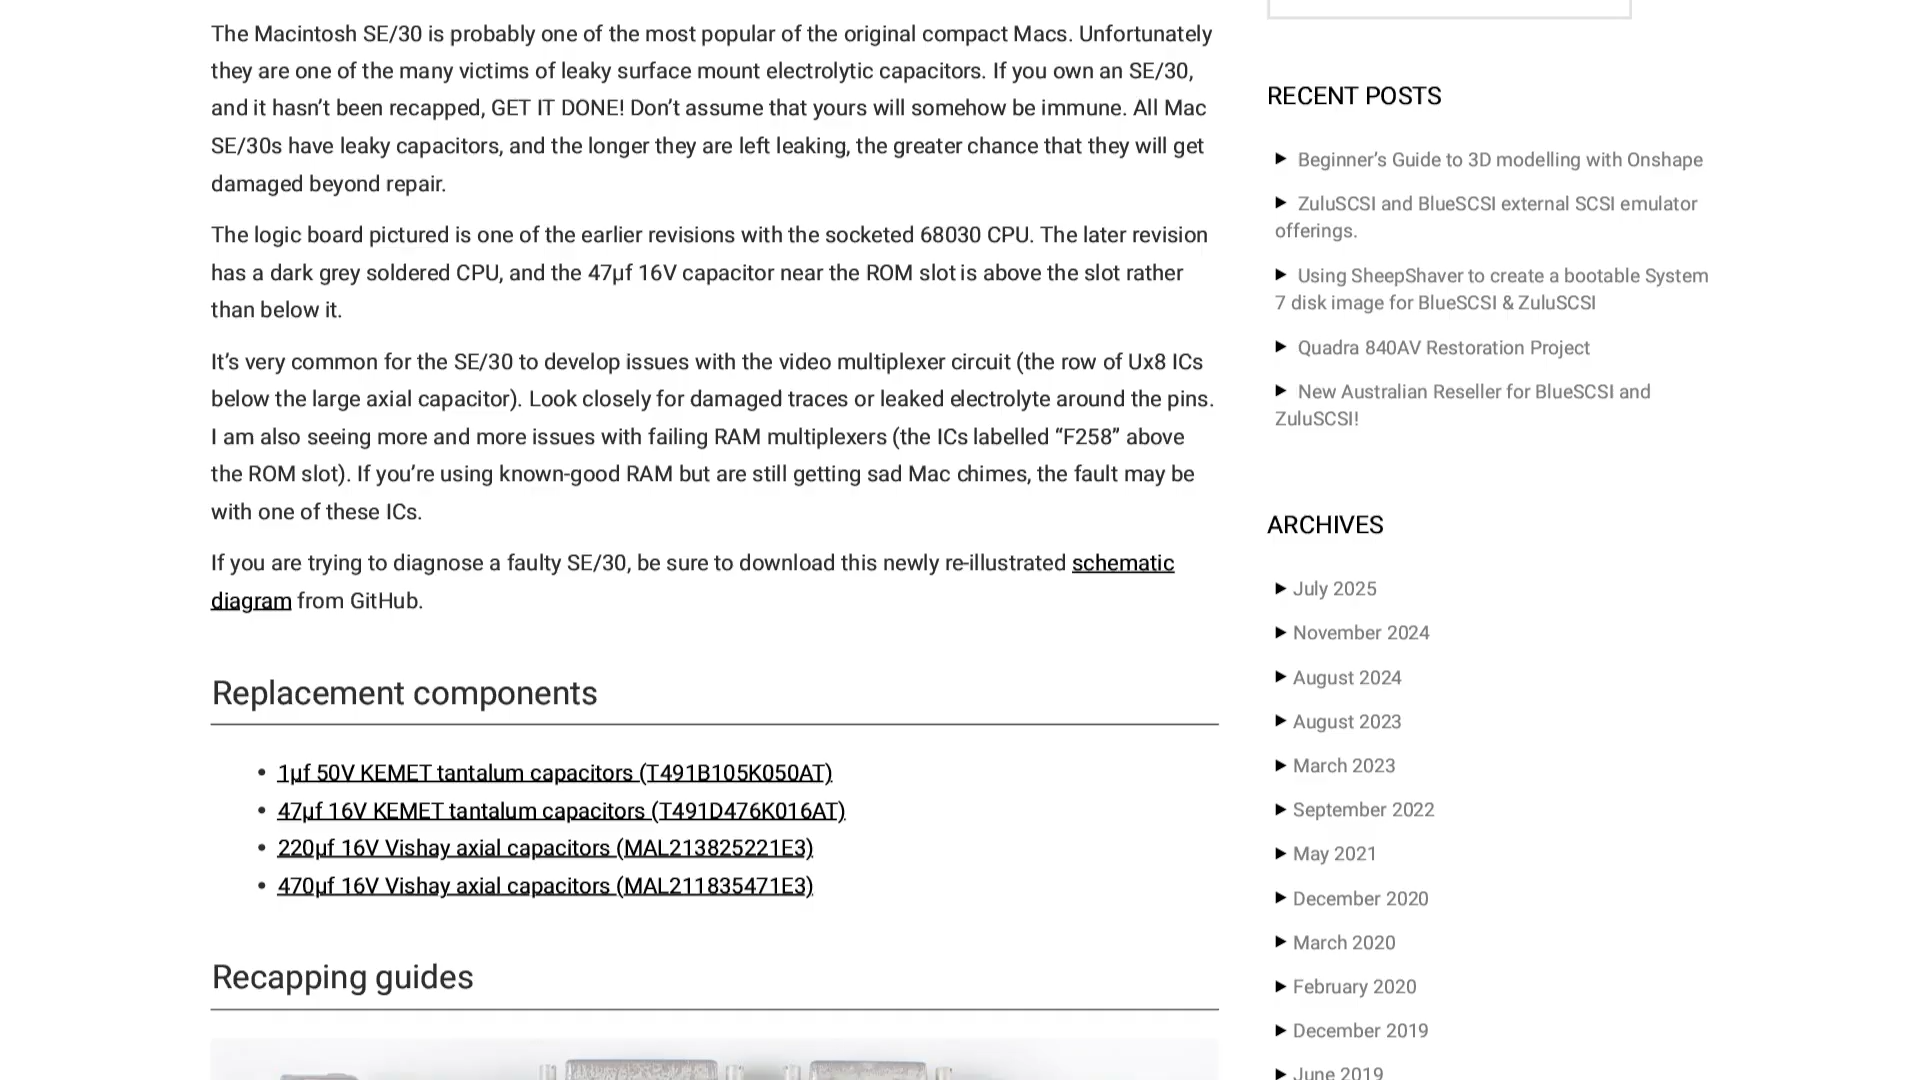 The Macintosh SE/30 is probably one of the most popular of the original compact Macs. Unfortunately
they are one of the many victims of leaky surface mount electrolytic capacitors. If you own an SE/30,
and it hasn’t been recapped, GET IT DONE! Don’t assume that yours will somehow be immune. All Mac
SE/30s have leaky capacitors, and the longer they are left leaking, the greater chance that they will get
damaged beyond repair.
The logic board pictured is one of the earlier revisions with the socketed 68030 CPU. The later revision
has a dark grey soldered CPU, and the 47µf 16V capacitor near the ROM slot is above the slot rather
than below it.
It’s very common for the SE/30 to develop issues with the video multiplexer circuit (the row of Ux8 ICs
below the large axial capacitor). Look closely for damaged traces or leaked electrolyte around the pins.
I am also seeing more and more issues with failing RAM multiplexers (the ICs labelled “F258” above
the ROM slot). If you’re using known-good RAM but are still getting sad Mac chimes, the fault may be
with one of these ICs.
If you are trying to diagnose a faulty SE/30, be sure to download this newly re-illustrated schematic
diagram from GitHub.
Replacement components
• 1µf 50V KEMET tantalum capacitors (T491B105K050AT)
• 47µf 16V KEMET tantalum capacitors (T491D476K016AT)
• 220µf 16V Vishay axial capacitors (MAL213825221E3)
• 470µf 16V Vishay axial capacitors (MAL211835471E3)
Recapping guides
RECENT POSTS
Beginner’s Guide to 3D modelling with Onshape
ZuluSCSI and BlueSCSI external SCSI emulator
offerings.
Using SheepShaver to create a bootable System
7 disk image for BlueSCSI & ZuluSCSI
Quadra 840AV Restoration Project
New Australian Reseller for BlueSCSI and
ZuluSCSI!
ARCHIVES
July 2025
November 2024
August 2024
August 2023
March 2023
September 2022
May 2021
December 2020
March 2020
February 2020
December 2019
June 2019